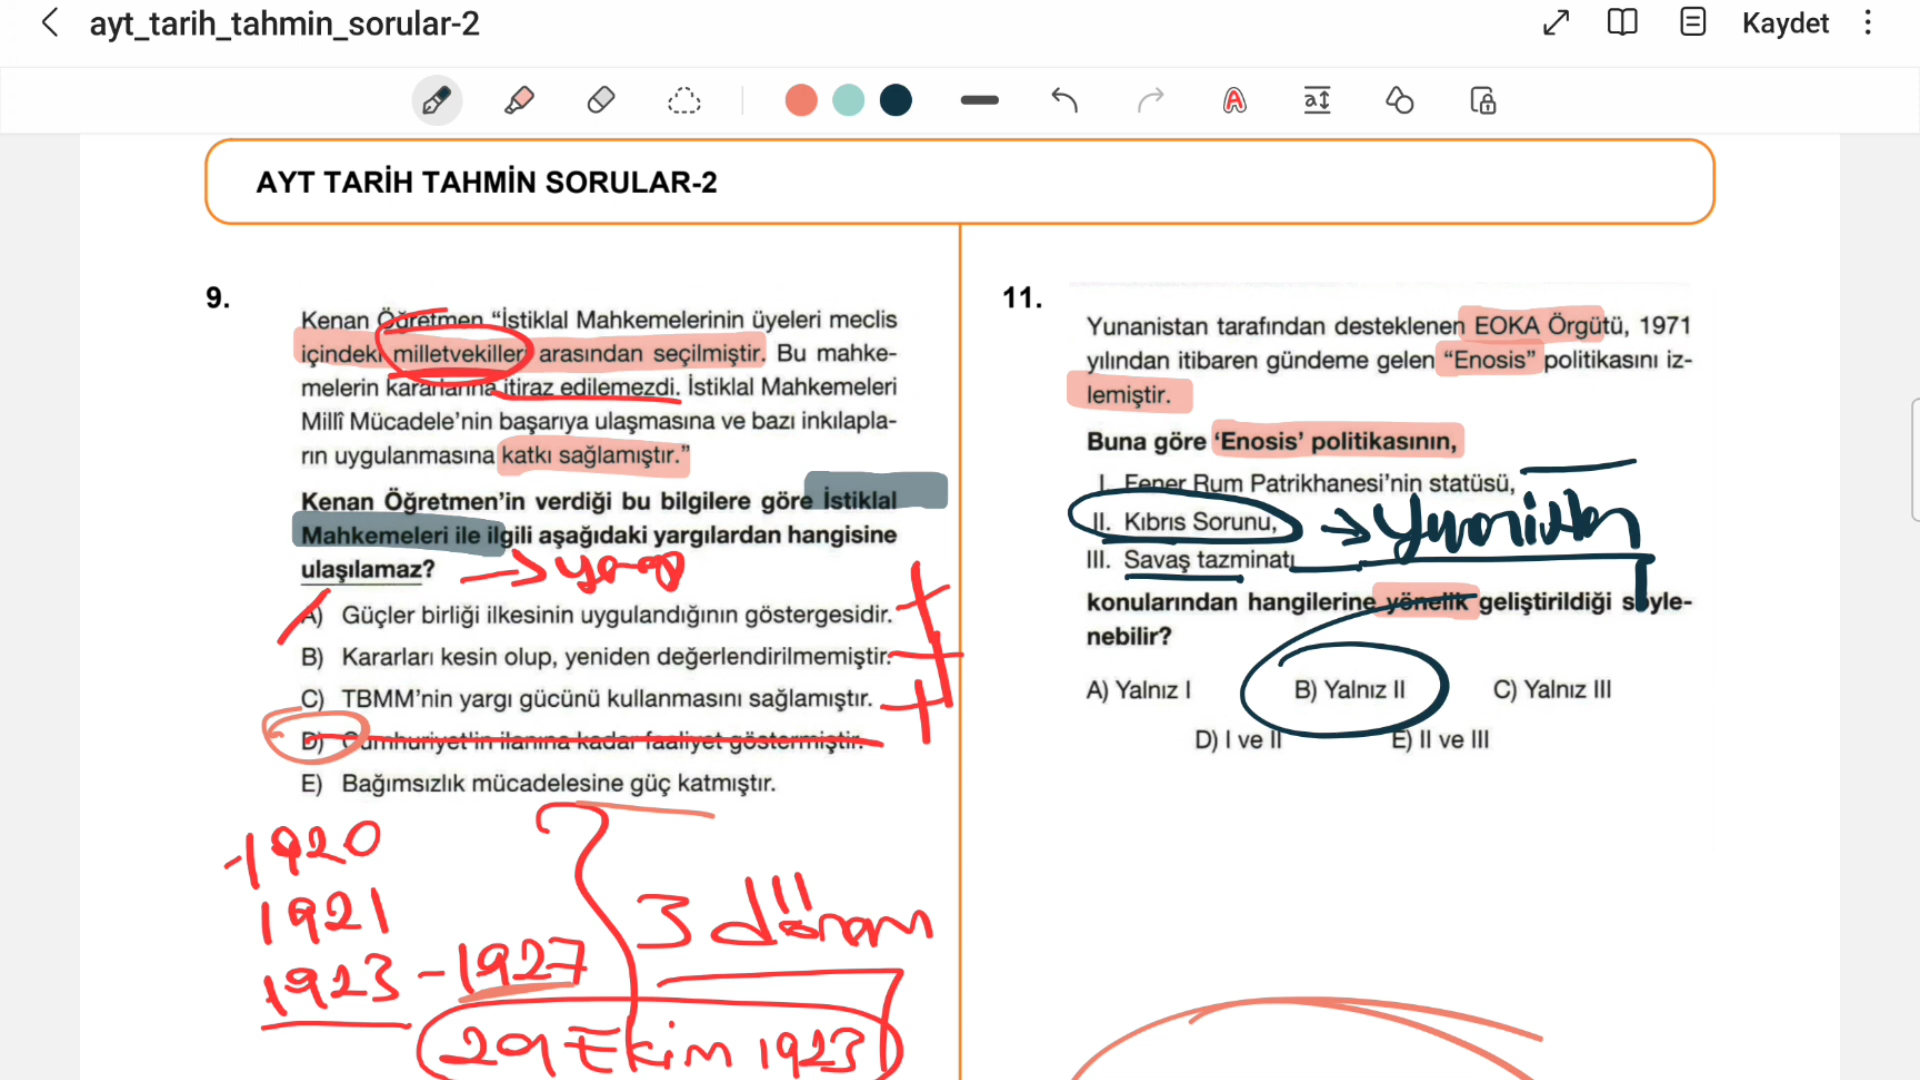 ayt_tarih_tahmin_sorular-2
Kaydet
AYT TARİH TAHMİN SORULAR-2
9.
Kenan Öğretmen “İstiklal Mahkemelerinin üyeleri meclis
içindeki milletvekilleri arasından seçilmiştir. Bu mahke-
melerin kararlarına itiraz edilemezdi. İstiklal Mahkemeleri
Millî Mücadele’nin başarıya ulaşmasına ve bazı inkılapla-
rın uygulanmasına katkı sağlamıştır.”
Kenan Öğretmen’in verdiği bu bilgilere göre İstiklal
Mahkemeleri ile ilgili aşağıdaki yargılardan hangisine
ulaşılamaz?
A) Güçler birliği ilkesinin uygulandığının göstergesidir.
B) Kararları kesin olup, yeniden değerlendirilmemiştir.
C) TBMM’nin yargı gücünü kullanmasını sağlamıştır.
D) Cumhuriyet’in ilanına kadar faaliyet göstermiştir.
E) Bağımsızlık mücadelesine güç katmıştır.
-1920
1921
1923 - 1927
3 dönem
29 Ekim 1923
11.
Yunanistan tarafından desteklenen EOKA Örgütü, 1971
yılından itibaren gündeme gelen “Enosis” politikasını iz-
lemiştir.
Buna göre ‘Enosis’ politikasının,
I. Fener Rum Patrikhanesi’nin statüsü,
II. Kıbrıs Sorunu, → Yunanistan
III. Savaş tazminatı
konularından hangilerine yönelik geliştirildiği söyle-
nebilir?
A) Yalnız I B) Yalnız II C) Yalnız III
D) I ve II E) II ve III